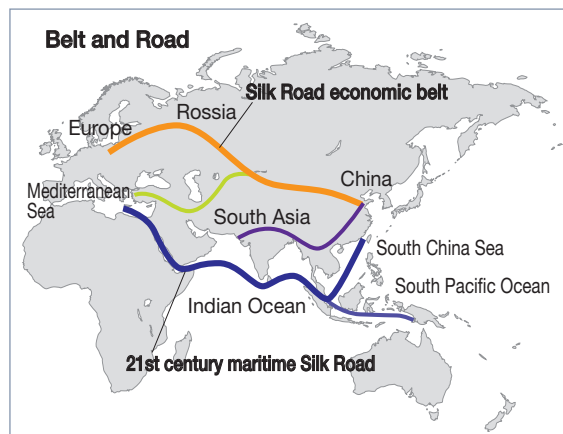 Belt and Road
Silk Road economic belt
Rossia
Europe
China
Mediterranean
Sea
South Asia
South China Sea
South Pacific Ocean
Indian Ocean
21st century maritime Silk Road